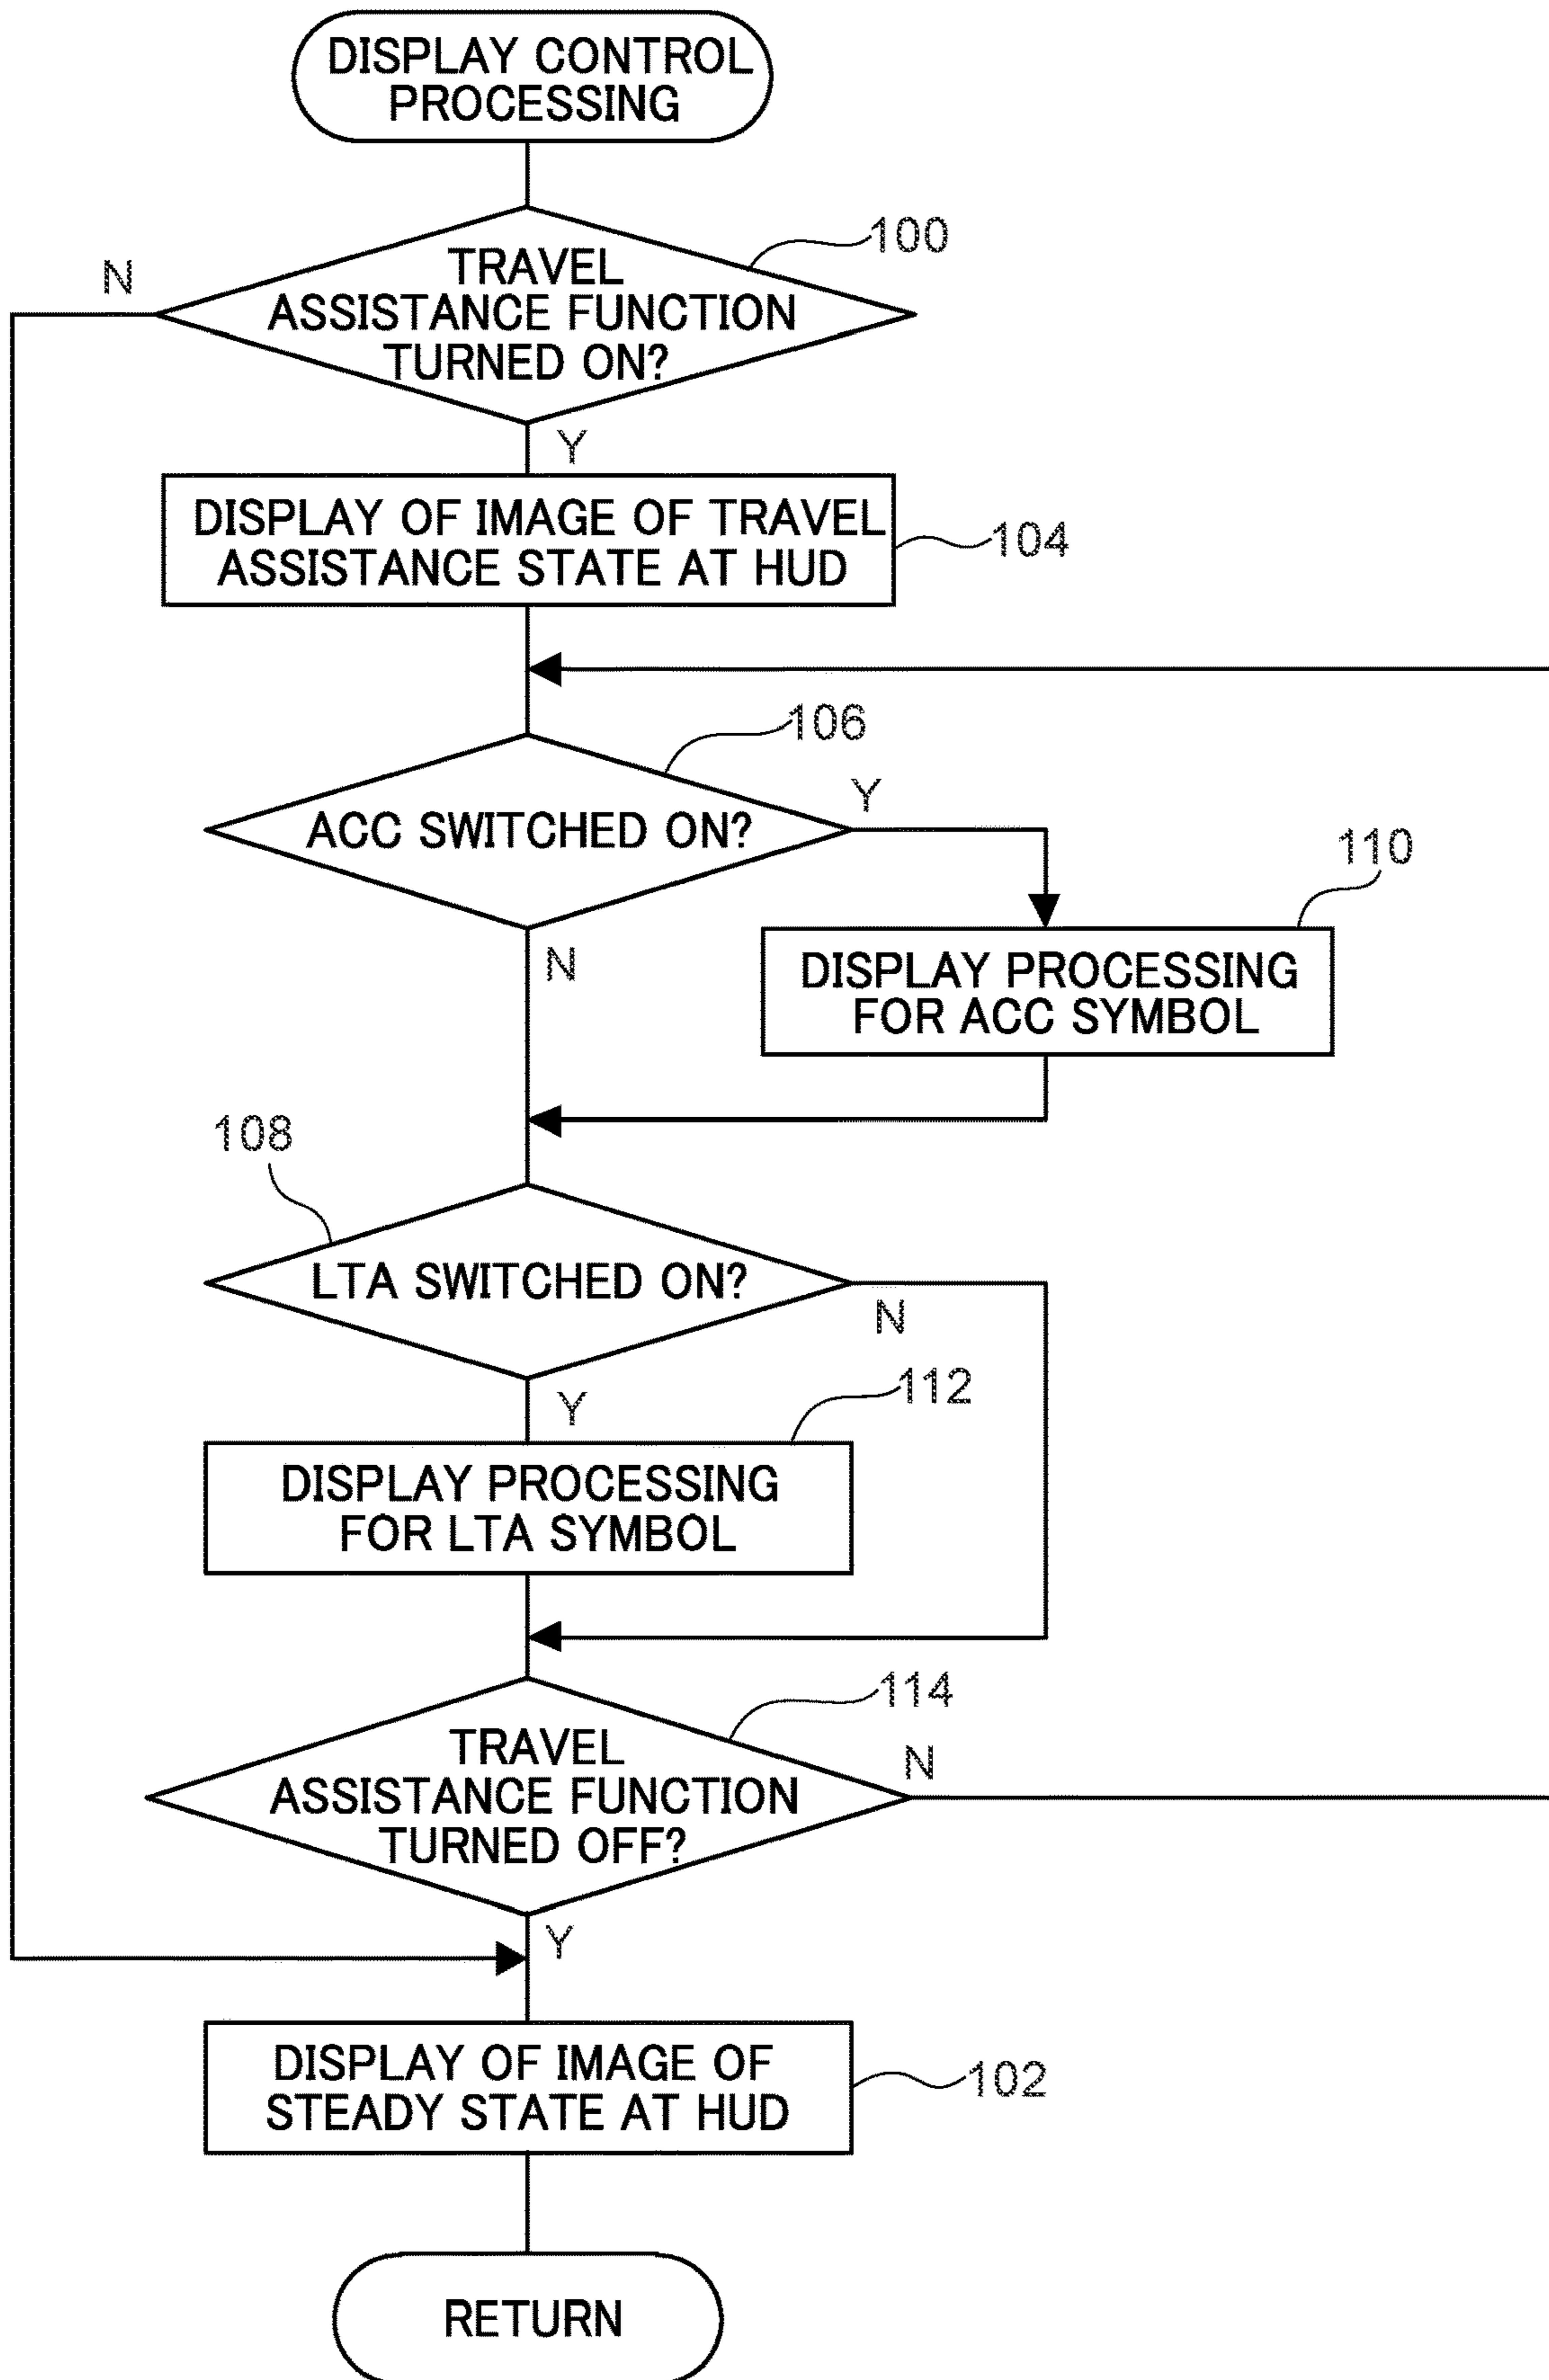 DISPLAY CONTROL
PROCESSING
100
N
TRAVEL
ASSISTANCE FUNCTION
TURNED ON?
Y
DISPLAY OF IMAGE OF TRAVEL
ASSISTANCE STATE AT HUD
104
106
ACC SWITCHED ON?
Y
110
N
DISPLAY PROCESSING
FOR ACC SYMBOL
108
LTA SWITCHED ON?
N
112
Y
DISPLAY PROCESSING
FOR LTA SYMBOL
114
TRAVEL
ASSISTANCE FUNCTION
TURNED OFF?
N
Y
DISPLAY OF IMAGE OF
STEADY STATE AT HUD
102
RETURN